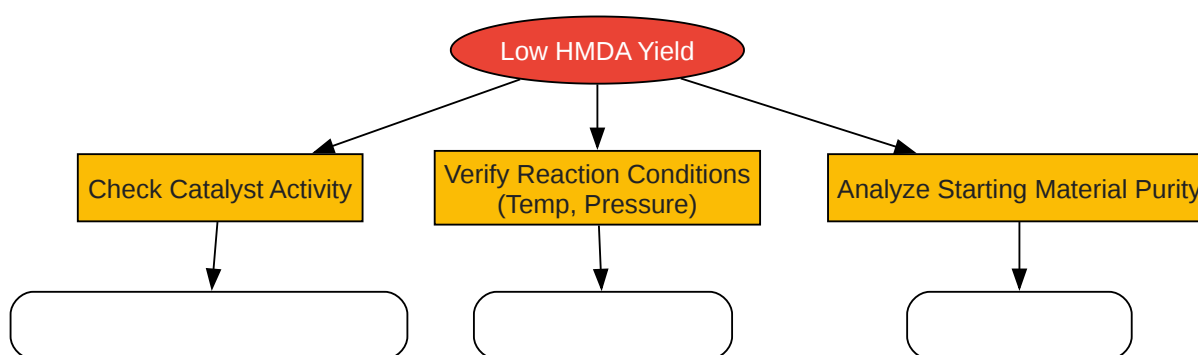 Low HMDA Yield
Check Catalyst Activity
Verify Reaction Conditions
(Temp, Pressure)
Analyze Starting Material Purity